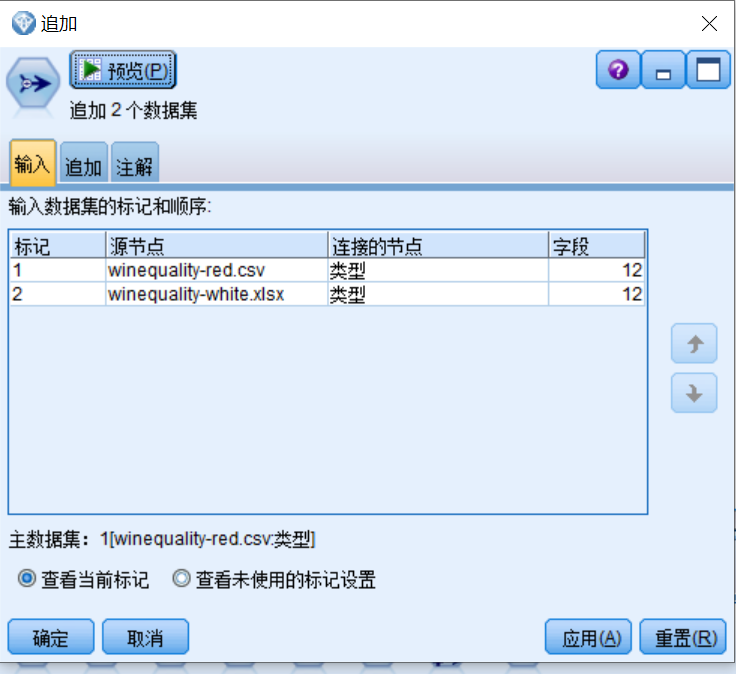 追加
预览(P)
追加 2 个数据集
输入 追加 注解
输入数据集的标记和顺序:
标记 源节点 连接的节点 字段
1 winequality-red.csv 类型 12
2 winequality-white.xlsx 类型 12
主数据集：1[winequality-red.csv:类型]
查看当前标记 查看未使用的标记设置
确定 取消 应用(A) 重置(R)